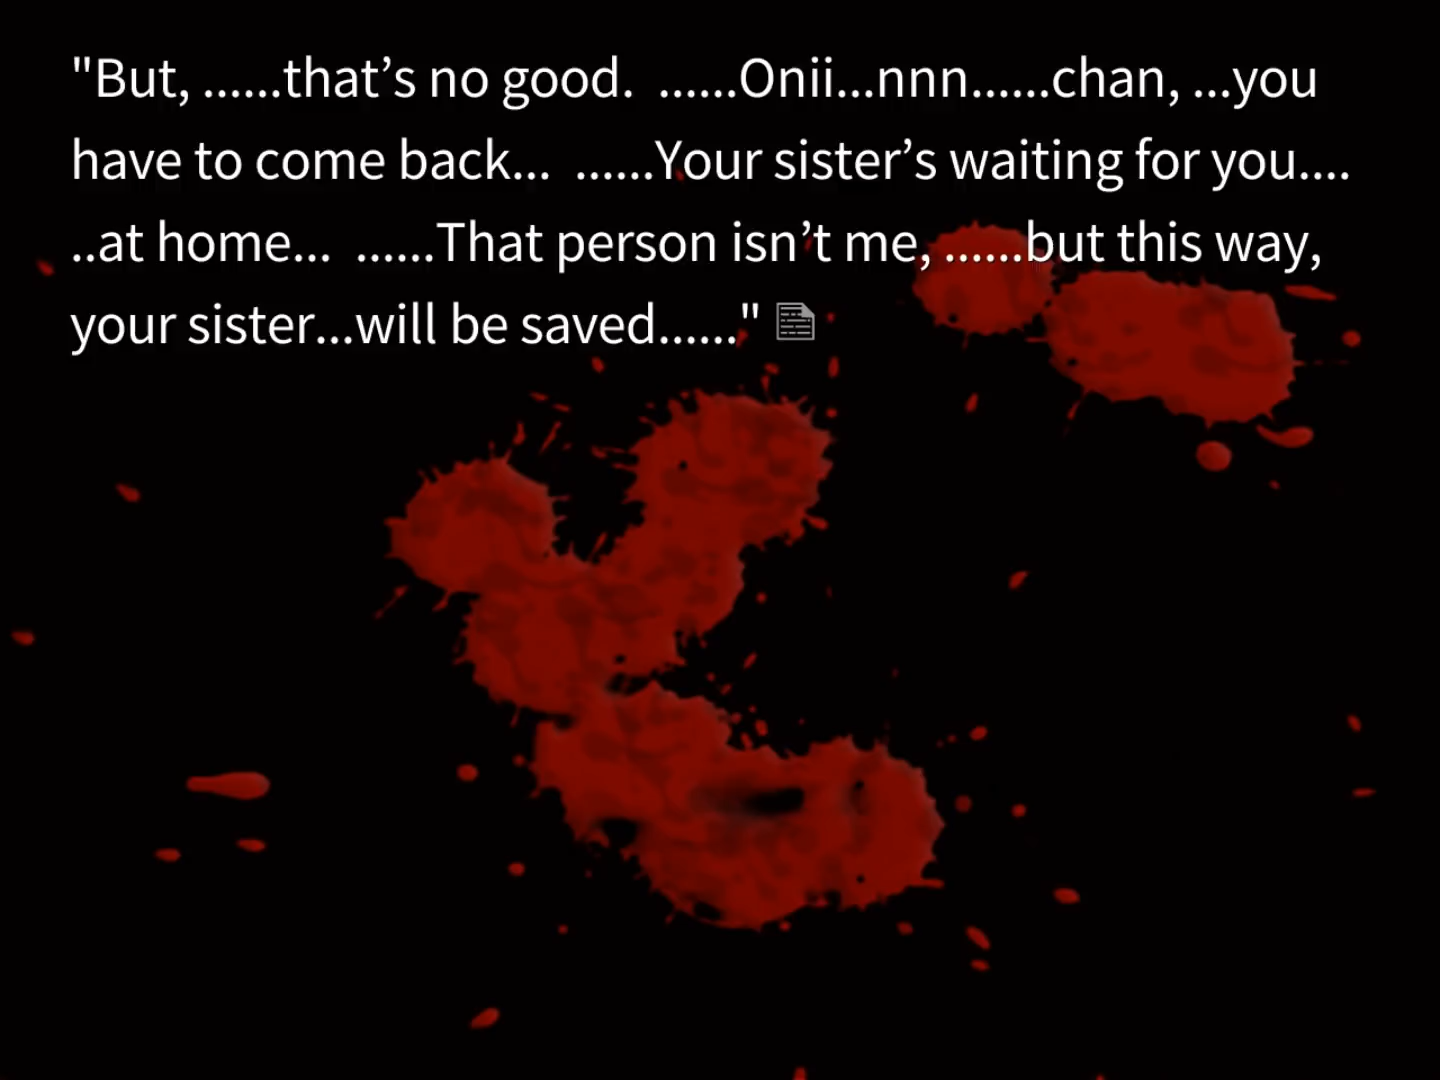 "But, ......that’s no good.  ......Onii...nnn......chan, ...you
have to come back...  ......Your sister’s waiting for you....
..at home...  ......That person isn’t me, ......but this way,
your sister...will be saved......"